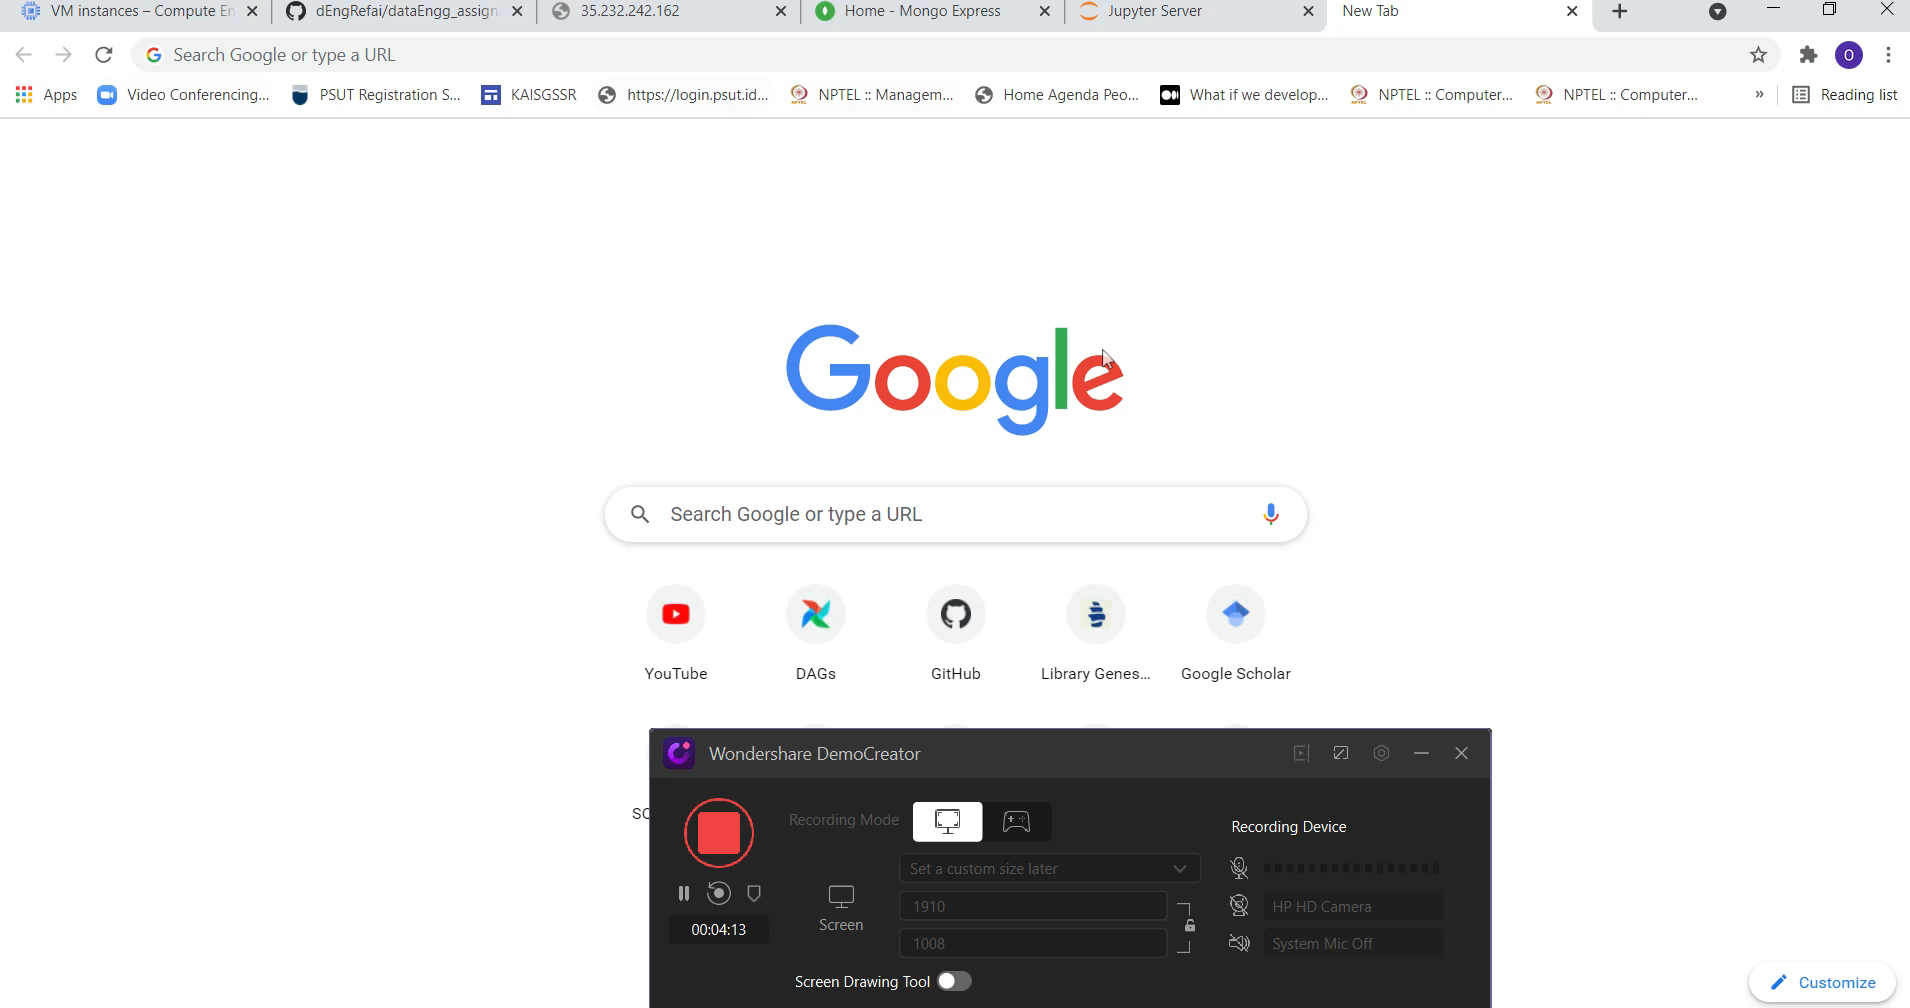 VM instances – Compute En
dEngRefai/dataEngg_assign
35.232.242.162
Home - Mongo Express
Jupyter Server
New Tab
Search Google or type a URL
O
Apps
Video Conferencing...
PSUT Registration S...
KAISGSSR
https://login.psut.id...
NPTEL :: Managem...
Home Agenda Peo...
What if we develop...
NPTEL :: Computer...
NPTEL :: Computer...
»
Reading list
Google
Search Google or type a URL
YouTube
DAGs
GitHub
Library Genes...
Google Scholar
Wondershare DemoCreator
Recording Mode
Recording Device
Set a custom size later
1910
HP HD Camera
Screen
00:04:13
1008
System Mic Off
Screen Drawing Tool
Customize